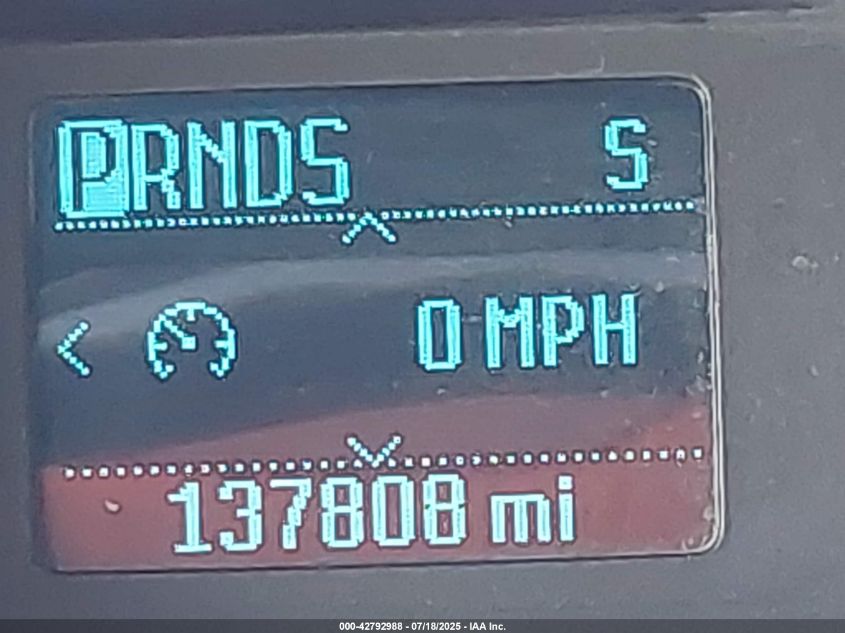 PRNDS S
0 MPH
137808 mi
000-42792988 - 07/18/2025 - IAA Inc.